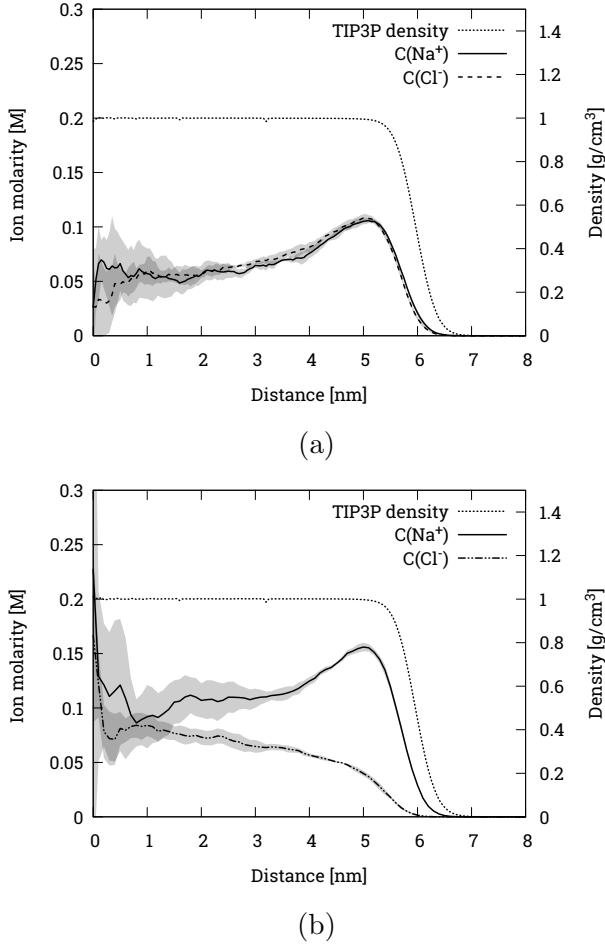 0.3
0.25
0.2
0.15
0.1
0.05
0
Ion molarity [M]
TIP3P density
C(Na⁺)
C(Cl⁻)
1.4
1.2
1
0.8
0.6
0.4
0.2
0
Density [g/cm³]
0 1 2 3 4 5 6 7 8
Distance [nm]
(a)
0.3
0.25
0.2
0.15
0.1
0.05
0
Ion molarity [M]
TIP3P density
C(Na⁺)
C(Cl⁻)
1.4
1.2
1
0.8
0.6
0.4
0.2
0
Density [g/cm³]
0 1 2 3 4 5 6 7 8
Distance [nm]
(b)